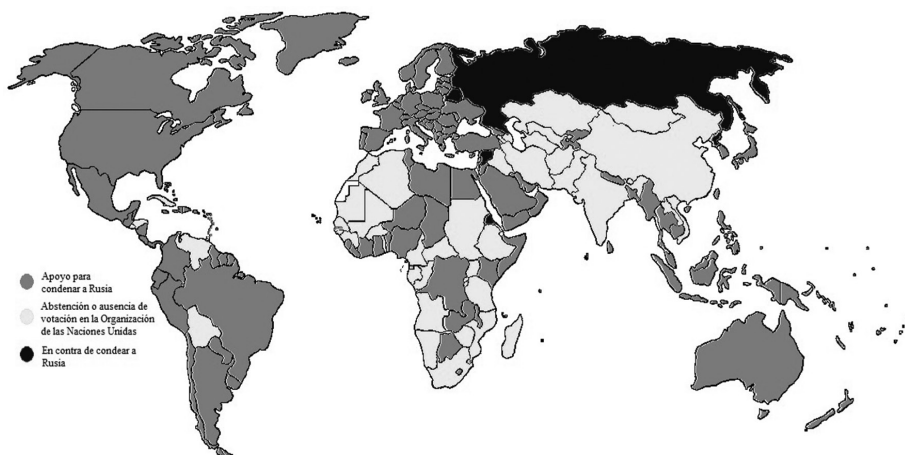 Apoyo para
condenar a Rusia
Abstención o ausencia de
votación en la Organización
de las Naciones Unidas
En contra de condear a
Rusia